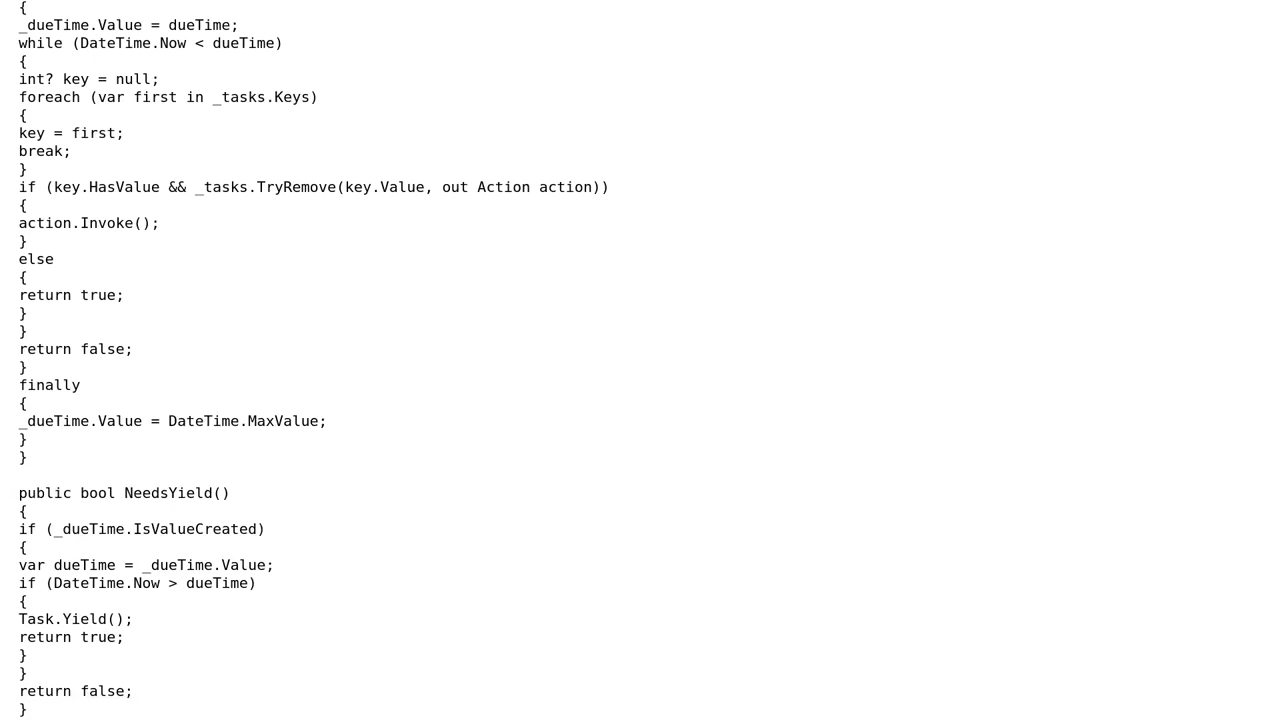 {
_dueTime.Value = dueTime;
while (DateTime.Now < dueTime)
{
int? key = null;
foreach (var first in _tasks.Keys)
{
key = first;
break;
}
if (key.HasValue && _tasks.TryRemove(key.Value, out Action action))
{
action.Invoke();
}
else
{
return true;
}
}
return false;
}
finally
{
_dueTime.Value = DateTime.MaxValue;
}
}

public bool NeedsYield()
{
if (_dueTime.IsValueCreated)
{
var dueTime = _dueTime.Value;
if (DateTime.Now > dueTime)
{
Task.Yield();
return true;
}
}
return false;
}